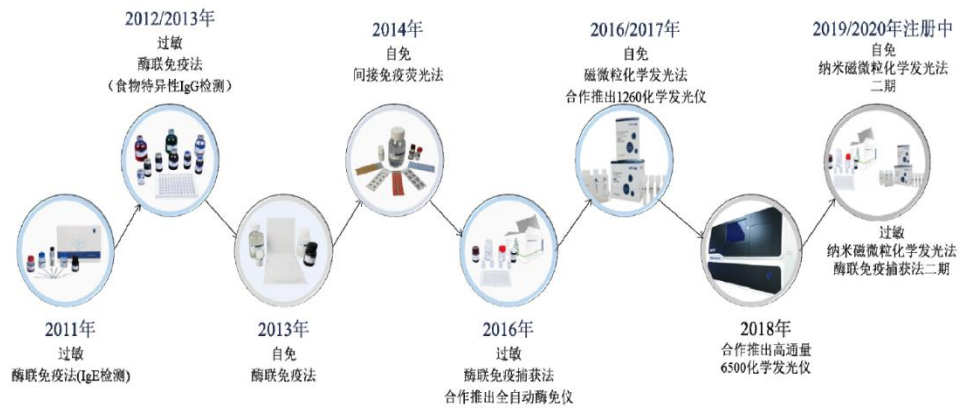 2012/2013年
过敏
酶联免疫法
（食物特异性IgG检测）
2014年
自免
间接免疫荧光法
2016/2017年
自免
磁微粒化学发光法
合作推出1260化学发光仪
2019/2020年注册中
自免
纳米磁微粒化学发光法
二期
2011年
过敏
酶联免疫法(IgE检测)
2013年
自免
酶联免疫法
2016年
过敏
酶联免疫捕获法
合作推出全自动酶免仪
2018年
合作推出高通量
6500化学发光仪
过敏
纳米磁微粒化学发光法
酶联免疫捕获法二期